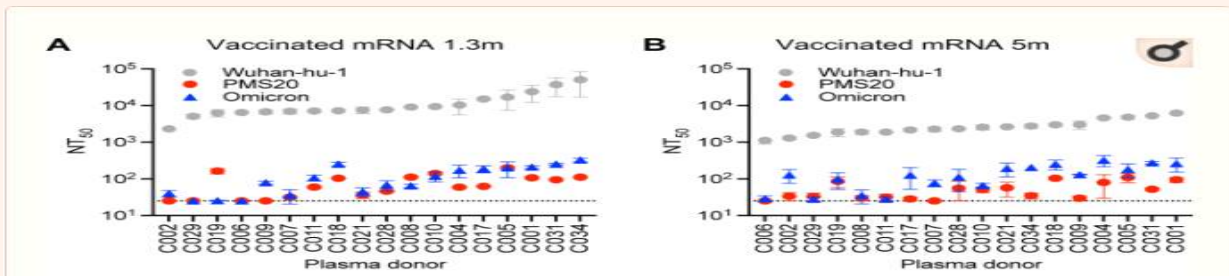 A
Vaccinated mRNA 1.3m
Wuhan-hu-1
PMS20
Omicron
NT50
10^5
10^4
10^3
10^2
10^1
C002
C029
C019
C006
C009
C007
C011
C018
C021
C028
C008
C010
C004
C017
C005
C001
C031
C034
Plasma donor
B
Vaccinated mRNA 5m
Wuhan-hu-1
PMS20
Omicron
NT50
10^5
10^4
10^3
10^2
10^1
C006
C002
C029
C019
C008
C011
C017
C007
C028
C010
C021
C034
C018
C009
C004
C005
C031
C001
Plasma donor